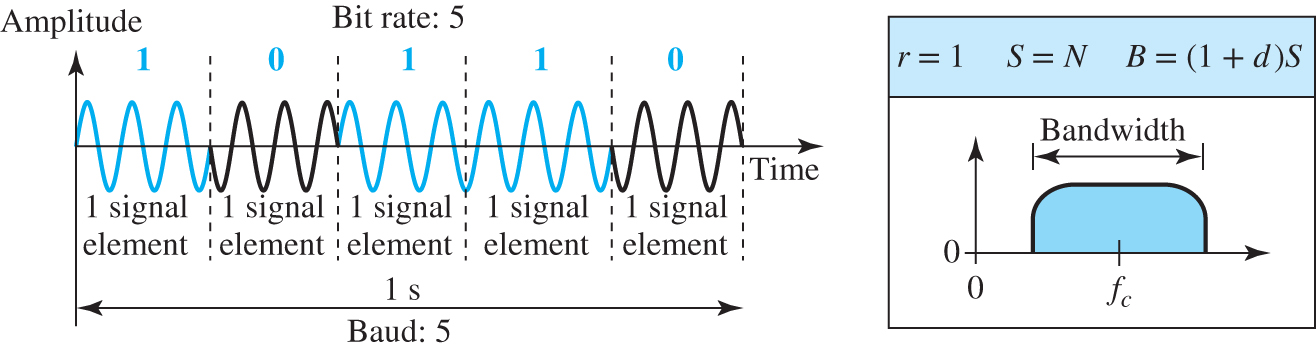 Amplitude
Bit rate: 5
1 0 1 1 0
Time
1 signal element
1 signal element
1 signal element
1 signal element
1 signal element
1 s
Baud: 5
r = 1 S = N B = (1 + d)S
Bandwidth
0
0
f_c